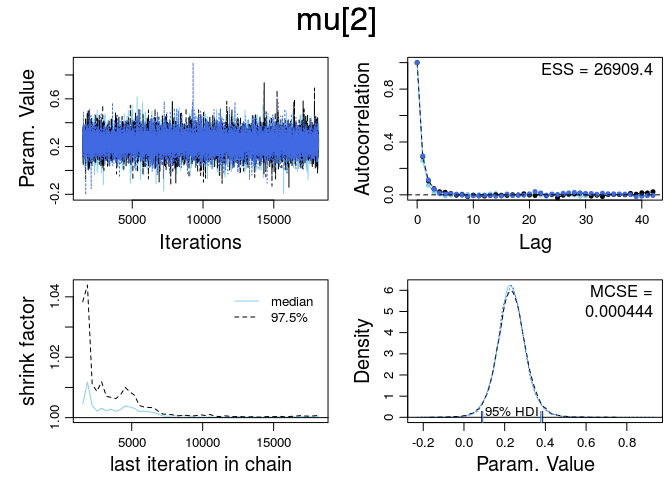 mu[2]
Param. Value
-0.2 0.2 0.6
5000 10000 15000
Iterations
Autocorrelation
0.0 0.4 0.8
ESS = 26909.4
0 10 20 30 40
Lag
shrink factor
1.00 1.02 1.04
median
97.5%
5000 10000 15000
last iteration in chain
Density
0 1 2 3 4 5 6
MCSE =
0.000444
95% HDI
-0.2 0.0 0.2 0.4 0.6 0.8
Param. Value